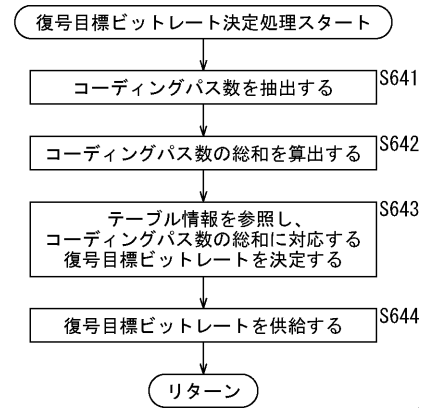 復号目標ビットレート決定処理スタート
コーディングパス数を抽出する
S641
コーディングパス数の総和を算出する
S642
テーブル情報を参照し、
コーディングパス数の総和に対応する
復号目標ビットレートを決定する
S643
復号目標ビットレートを供給する
S644
リターン